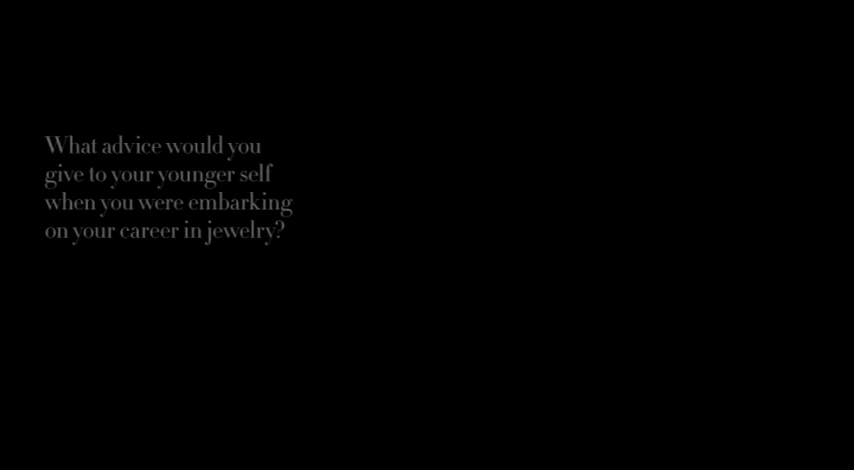 What advice would you
give to your younger self
when you were embarking
on your career in jewelry?